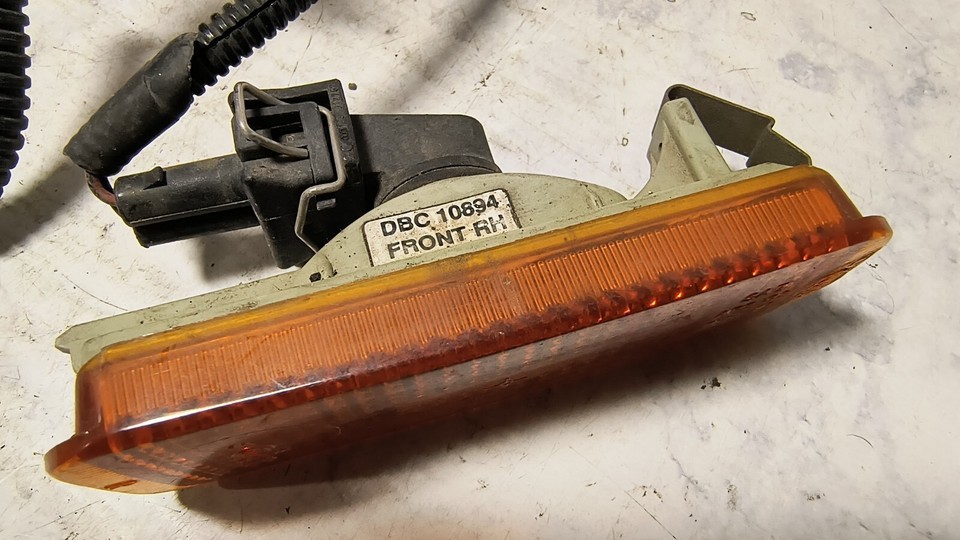 DBC 10894
FRONT RH